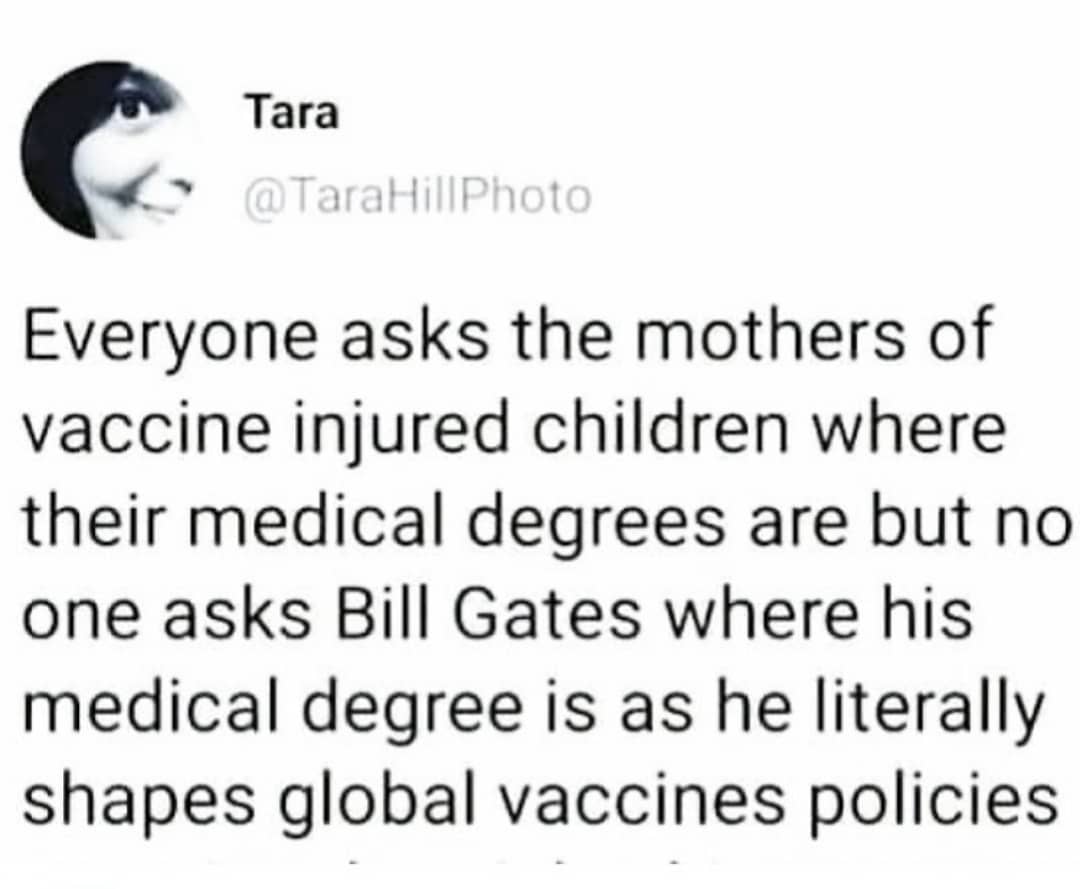 Tara
@TaraHillPhoto
Everyone asks the mothers of
vaccine injured children where
their medical degrees are but no
one asks Bill Gates where his
medical degree is as he literally
shapes global vaccines policies